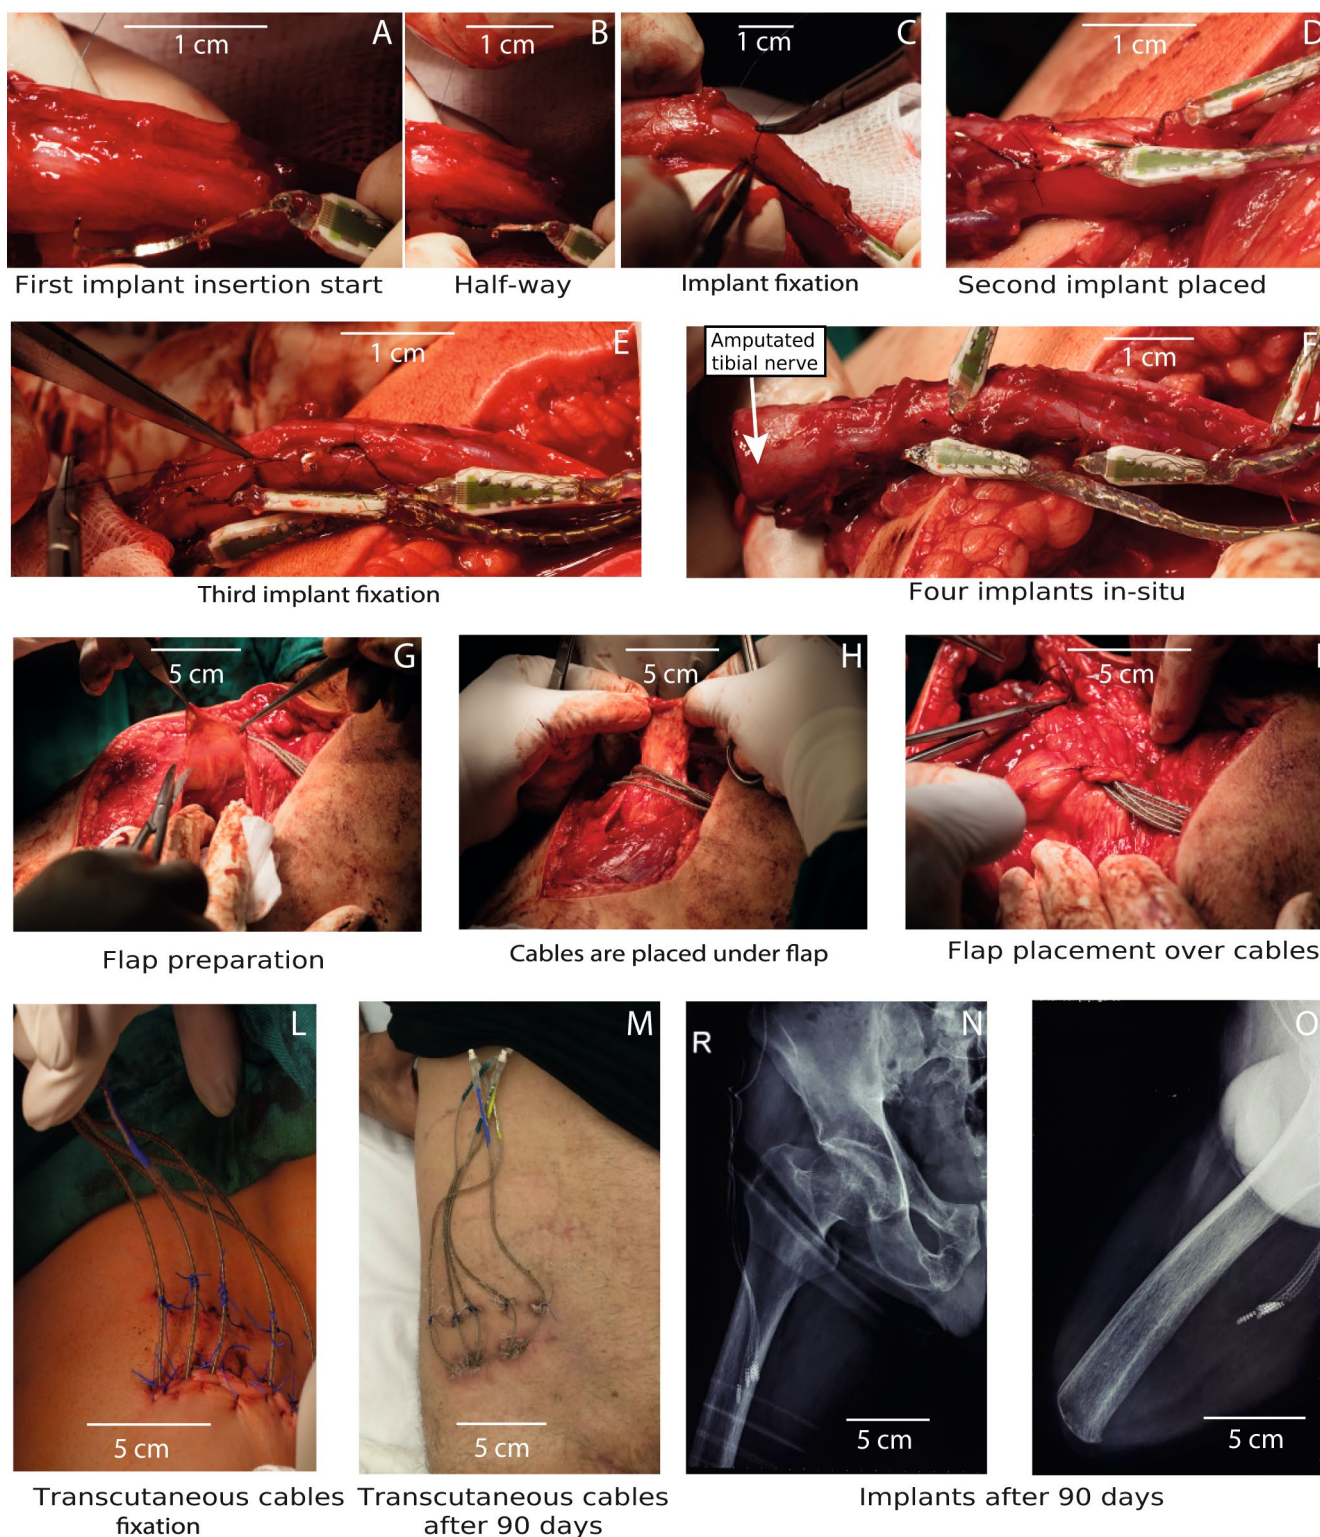 1 cm
A
1 cm
B
1 cm
C
1 cm
D
First implant insertion start
Half-way
Implant fixation
Second implant placed
1 cm
E
Amputated
tibial nerve
1 cm
Third implant fixation
Four implants in-situ
5 cm
G
5 cm
H
5 cm
Flap preparation
Cables are placed under flap
Flap placement over cables
L
5 cm
M
5 cm
R
N
5 cm
O
5 cm
Transcutaneous cables
fixation
Transcutaneous cables
after 90 days
Implants after 90 days